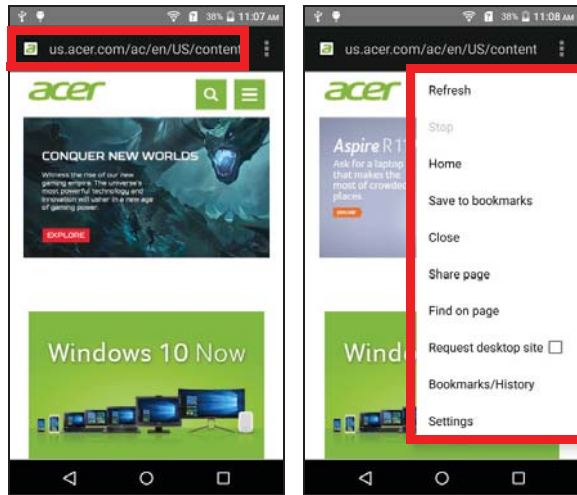 38% 11:07 AM
us.acer.com/ac/en/US/content
acer
CONQUER NEW WORLDS
Witness the rise of our new
gaming empire. The universe's
most powerful technology and
innovation will usher in a new age
of gaming power.
EXPLORE
Windows 10 Now
38% 11:08 AM
us.acer.com/ac/en/US/content
acer
Aspire R 11
Ask for a laptop
that makes the
most of crowded
places.
EXPLORE
Wind
Refresh
Stop
Home
Save to bookmarks
Close
Share page
Find on page
Request desktop site
Bookmarks/History
Settings